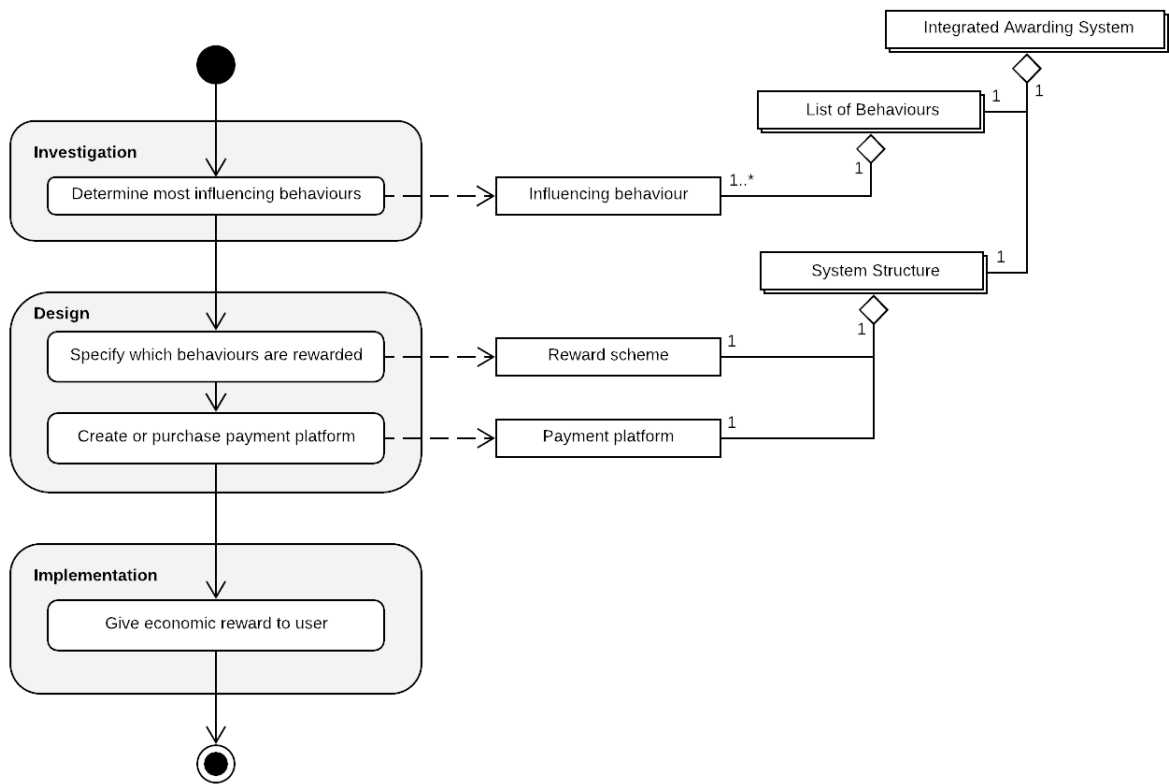 Integrated Awarding System
1
1
List of Behaviours
1
Investigation
Determine most influencing behaviours
Influencing behaviour
1..*
1
System Structure
1
Design
Specify which behaviours are rewarded
Reward scheme
1
Create or purchase payment platform
Payment platform
1
Implementation
Give economic reward to user